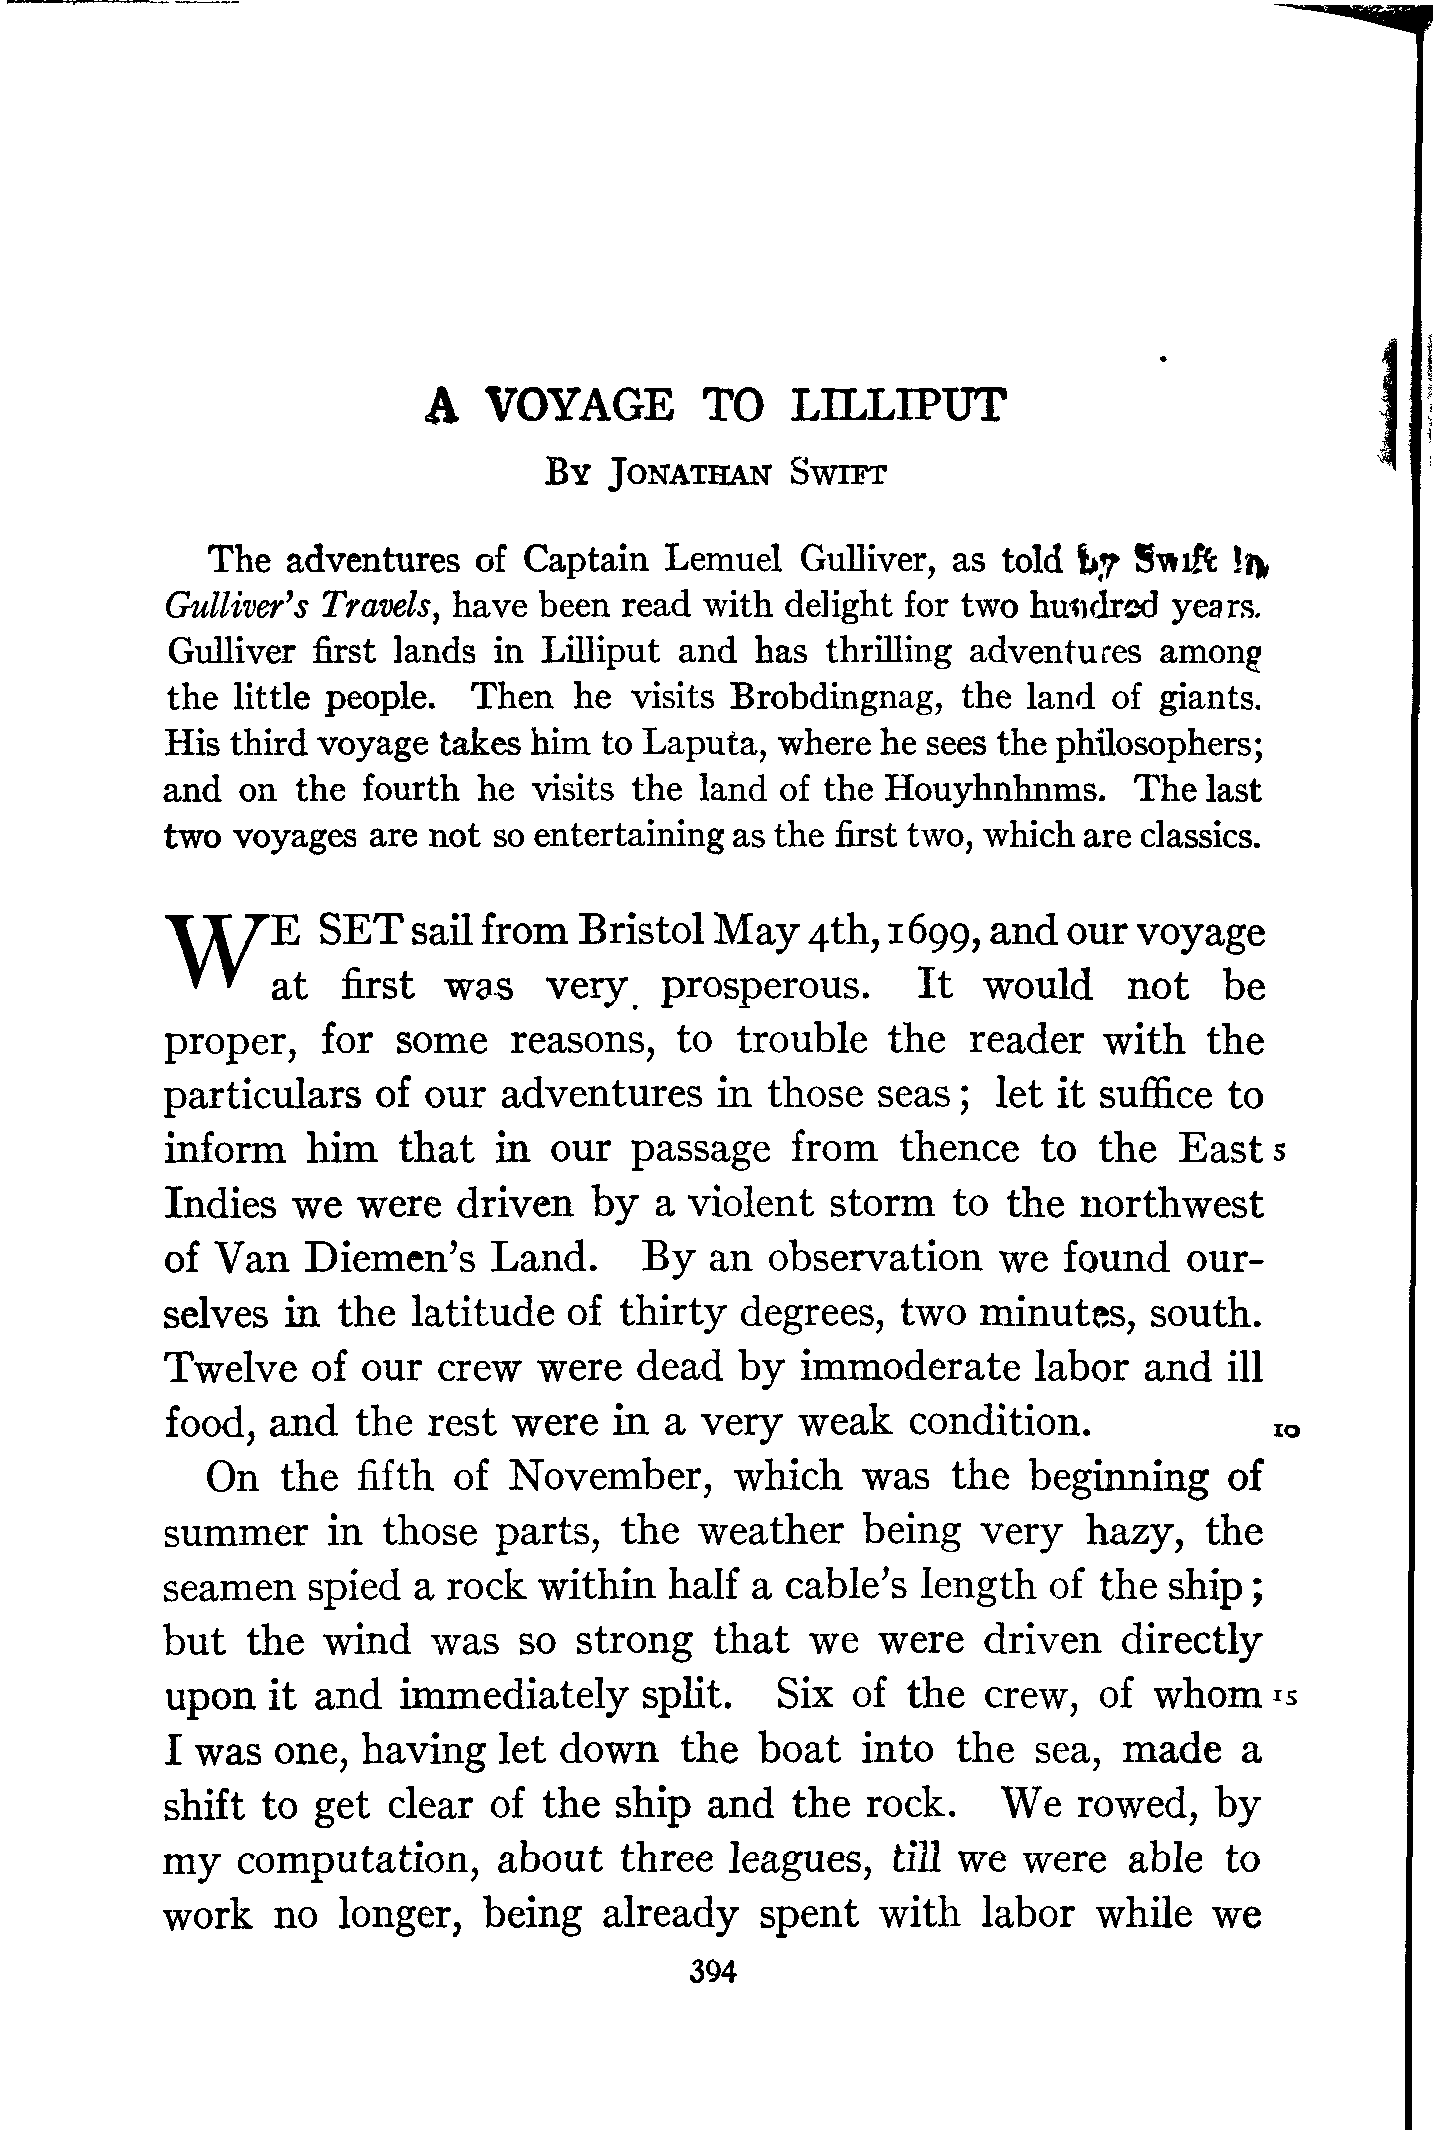 A VOYAGE TO LILLIPUT
By Jonathan Swift
The adventures of Captain Lemuel Gulliver, as told by Swift in
Gulliver's Travels, have been read with delight for two hundred years.
Gulliver first lands in Lilliput and has thrilling adventures among
the little people. Then he visits Brobdingnag, the land of giants.
His third voyage takes him to Laputa, where he sees the philosophers;
and on the fourth he visits the land of the Houyhnhnms. The last
two voyages are not so entertaining as the first two, which are classics.
WE SET sail from Bristol May 4th, 1699, and our voyage
at first was very prosperous. It would not be
proper, for some reasons, to trouble the reader with the
particulars of our adventures in those seas; let it suffice to
inform him that in our passage from thence to the East 5
Indies we were driven by a violent storm to the northwest
of Van Diemen's Land. By an observation we found our-
selves in the latitude of thirty degrees, two minutes, south.
Twelve of our crew were dead by immoderate labor and ill
food, and the rest were in a very weak condition. 10
On the fifth of November, which was the beginning of
summer in those parts, the weather being very hazy, the
seamen spied a rock within half a cable's length of the ship;
but the wind was so strong that we were driven directly
upon it and immediately split. Six of the crew, of whom 15
I was one, having let down the boat into the sea, made a
shift to get clear of the ship and the rock. We rowed, by
my computation, about three leagues, till we were able to
work no longer, being already spent with labor while we
394